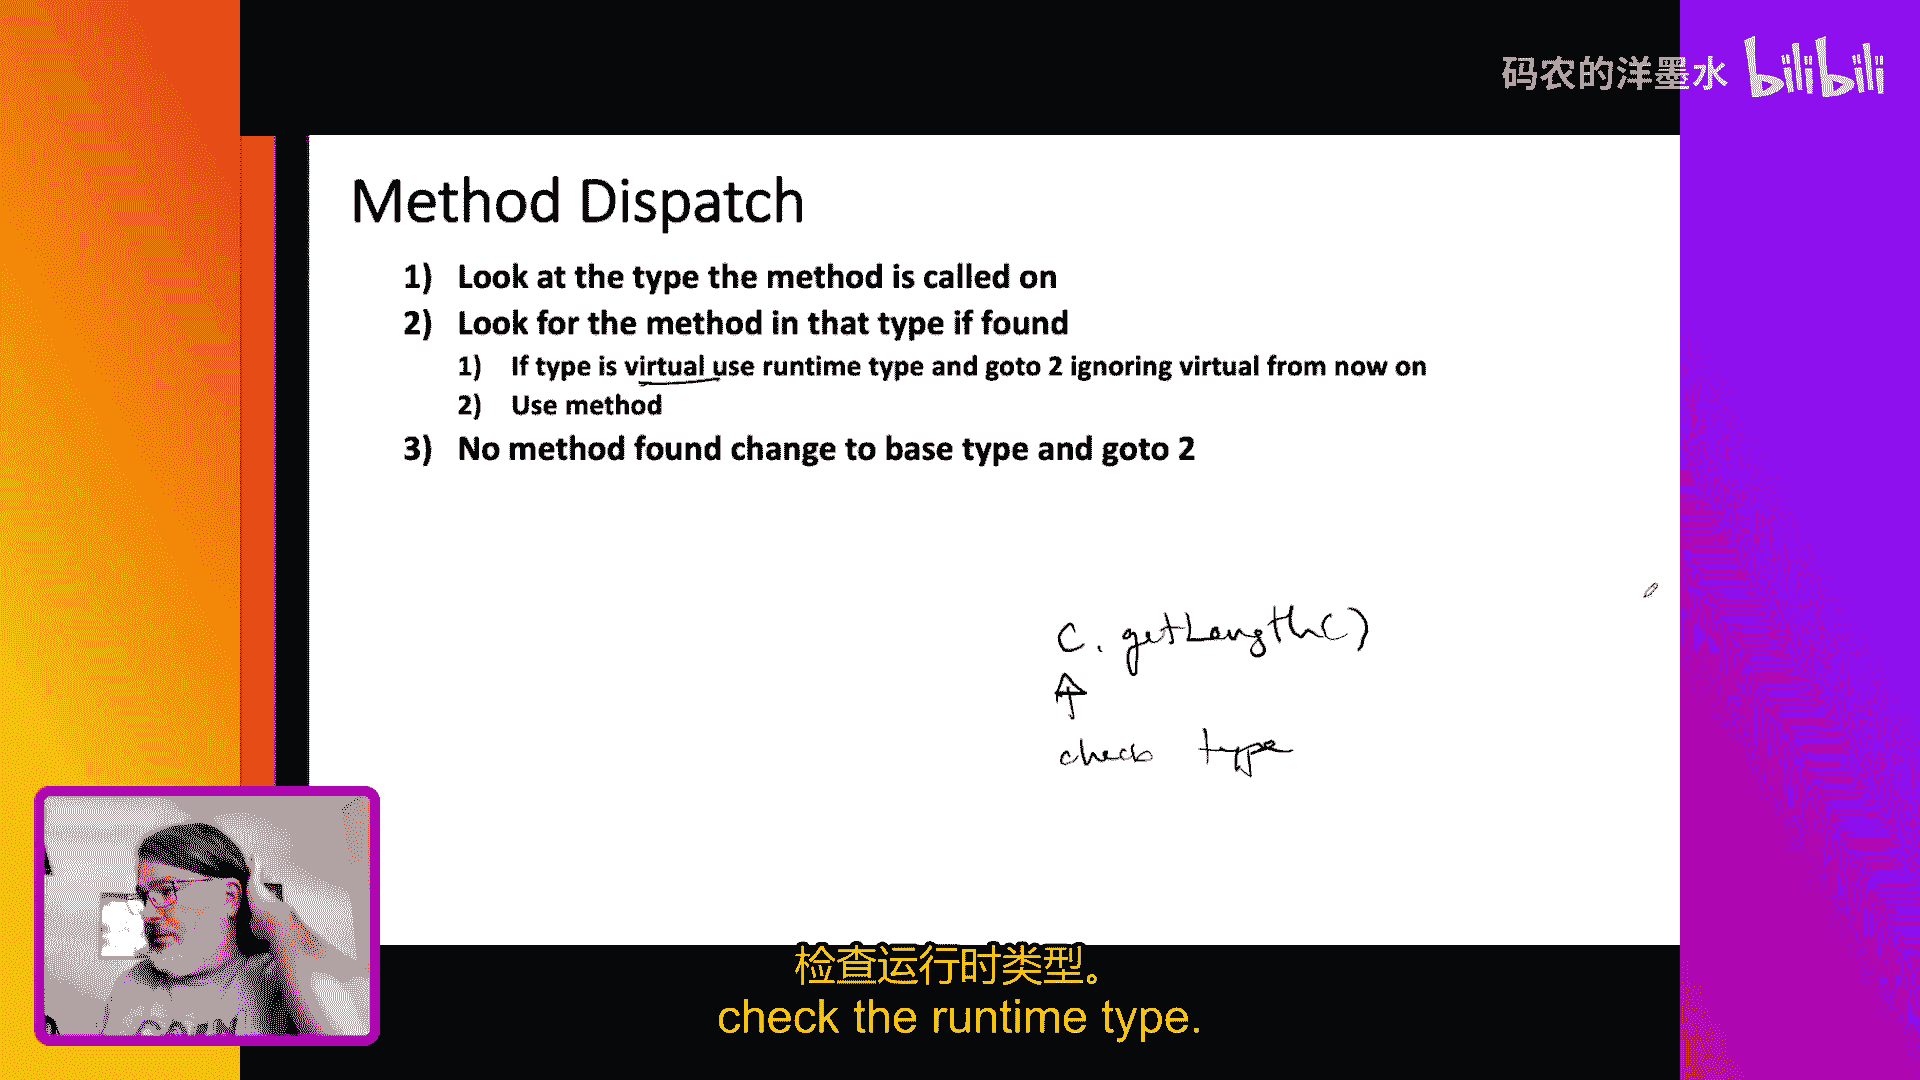 码农的洋墨水 bilibili
Method Dispatch
1) Look at the type the method is called on
2) Look for the method in that type if found
1) If type is virtual use runtime type and goto 2 ignoring virtual from now on
2) Use method
3) No method found change to base type and goto 2
C. getLength()
check type
检查运行时类型。
check the runtime type.